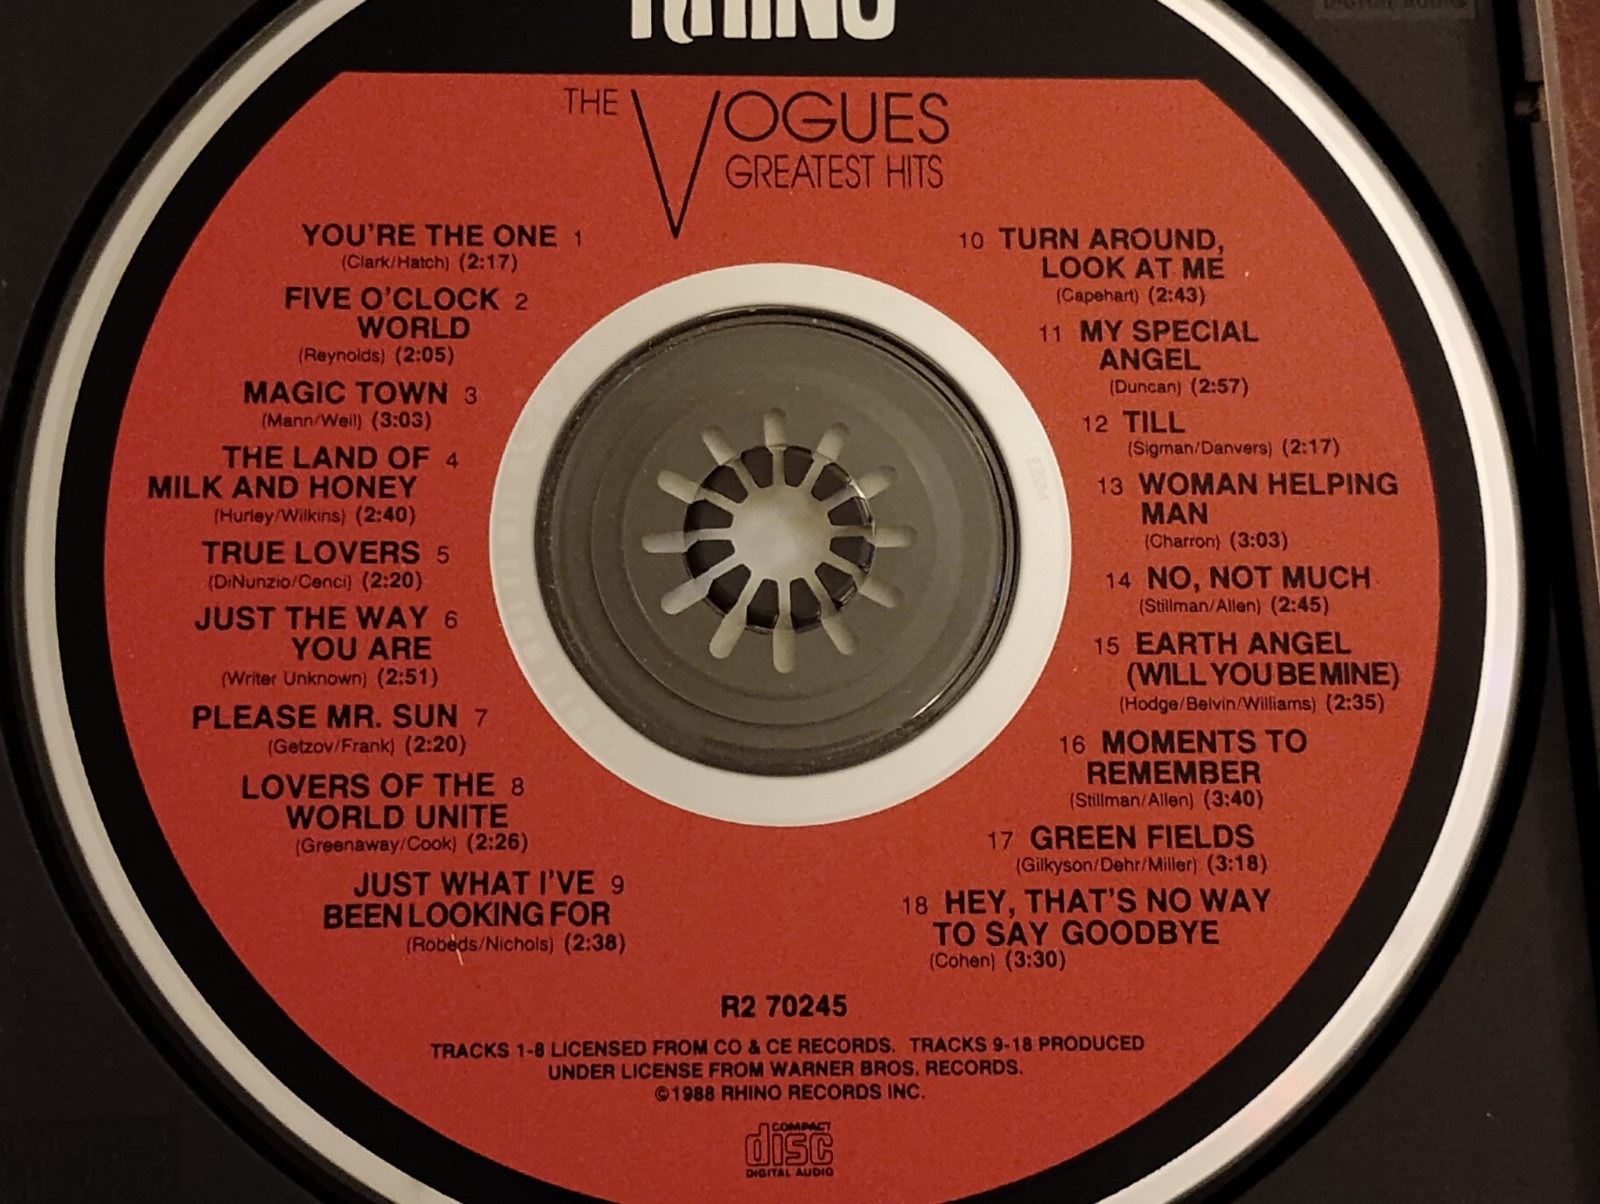 RHINO
DIGITAL AUDIO
THE VOGUES
GREATEST HITS
YOU'RE THE ONE 1
(Clark/Hatch) (2:17)
FIVE O'CLOCK 2
WORLD
(Reynolds) (2:05)
MAGIC TOWN 3
(Mann/Weil) (3:03)
THE LAND OF 4
MILK AND HONEY
(Hurley/Wilkins) (2:40)
TRUE LOVERS 5
(DiNunzio/Cenci) (2:20)
JUST THE WAY 6
YOU ARE
(Writer Unknown) (2:51)
PLEASE MR. SUN 7
(Getzov/Frank) (2:20)
LOVERS OF THE 8
WORLD UNITE
(Greenaway/Cook) (2:26)
JUST WHAT I'VE 9
BEEN LOOKING FOR
(Robeds/Nichols) (2:38)
10 TURN AROUND,
LOOK AT ME
(Capehart) (2:43)
11 MY SPECIAL
ANGEL
(Duncan) (2:57)
12 TILL
(Sigman/Danvers) (2:17)
13 WOMAN HELPING
MAN
(Charron) (3:03)
14 NO, NOT MUCH
(Stillman/Allen) (2:45)
15 EARTH ANGEL
(WILL YOU BE MINE)
(Hodge/Belvin/Williams) (2:35)
16 MOMENTS TO
REMEMBER
(Stillman/Allen) (3:40)
17 GREEN FIELDS
(Gilkyson/Dehr/Miller) (3:18)
18 HEY, THAT'S NO WAY
TO SAY GOODBYE
(Cohen) (3:30)
R2 70245
TRACKS 1-8 LICENSED FROM CO & CE RECORDS. TRACKS 9-18 PRODUCED
UNDER LICENSE FROM WARNER BROS. RECORDS.
©1988 RHINO RECORDS INC.
COMPACT
disc
DIGITAL AUDIO